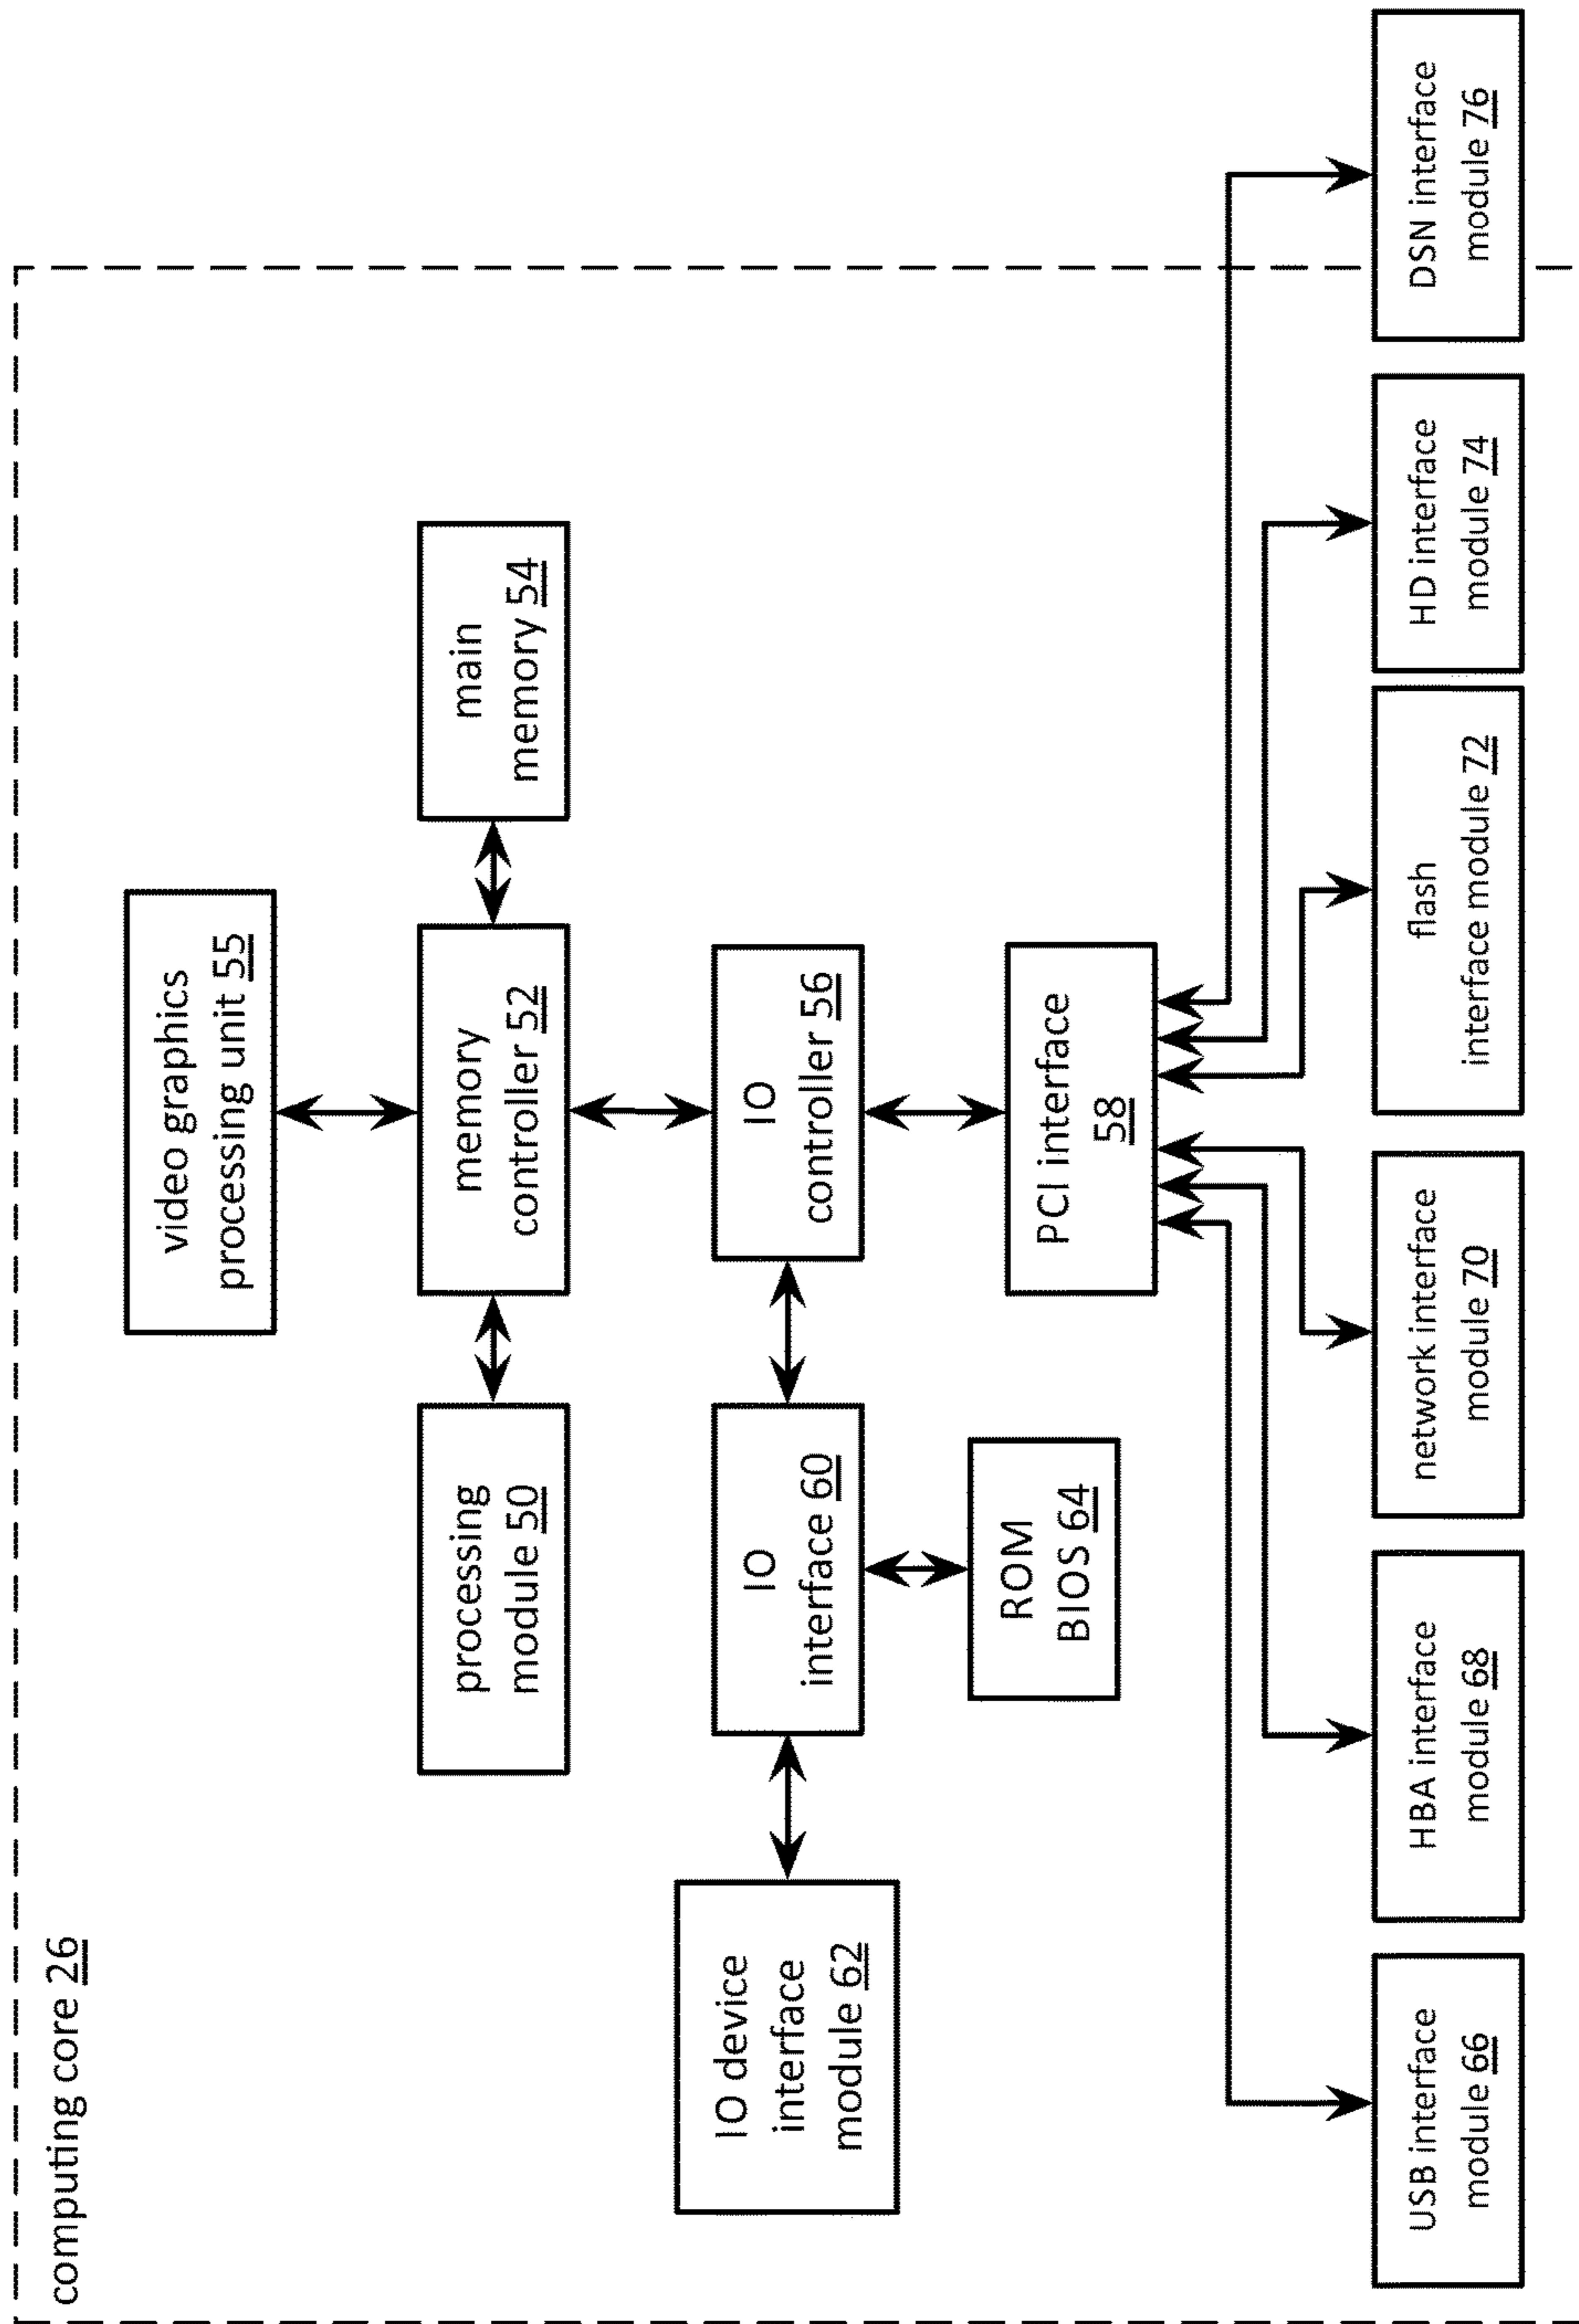 computing core 26
video graphics
processing unit 55
processing
module 50
memory
controller 52
main
memory 54
IO device
interface
module 62
IO
interface 60
IO
controller 56
ROM
BIOS 64
PCI interface
58
USB interface
module 66
HBA interface
module 68
network interface
module 70
flash
interface module 72
HD interface
module 74
DSN interface
module 76